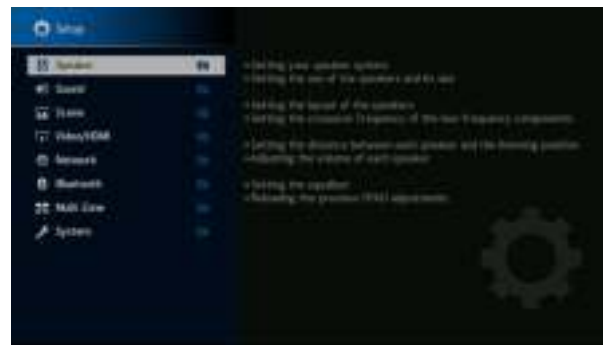 Setup
Speaker
Sound
Scene
Video/HDMI
Network
Bluetooth
Multi Zone
System
•Setting your speaker system
•Setting the use of the speakers and its
•Setting the layout of the speakers
•Setting the crossover frequency of the low-frequency components
•Setting the distance between each speaker and the listening position
•Adjusting the volume of each speaker
•Setting the equalizer
•Reloading the previous YPAO adjustments